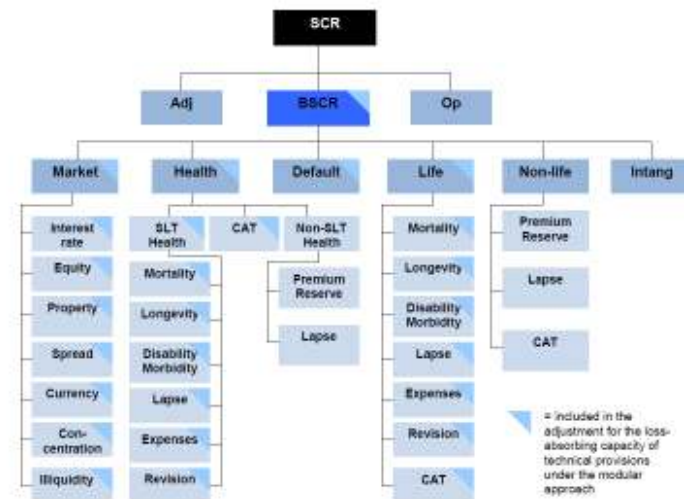 SCR
Adj
BSCR
Op
Market
Health
Default
Life
Non-life
Intang
Interest
rate
Equity
Property
Spread
Currency
Con-
centration
Illiquidity
SLT
Health
CAT
Non-SLT
Health
Mortality
Longevity
Disability
Morbidity
Lapse
Expenses
Revision
Premium
Reserve
Lapse
Mortality
Longevity
Disability
Morbidity
Lapse
Expenses
Revision
CAT
Premium
Reserve
Lapse
CAT
= included in the
adjustment for the loss-
absorbing capacity of
technical provisions
under the modular
approach